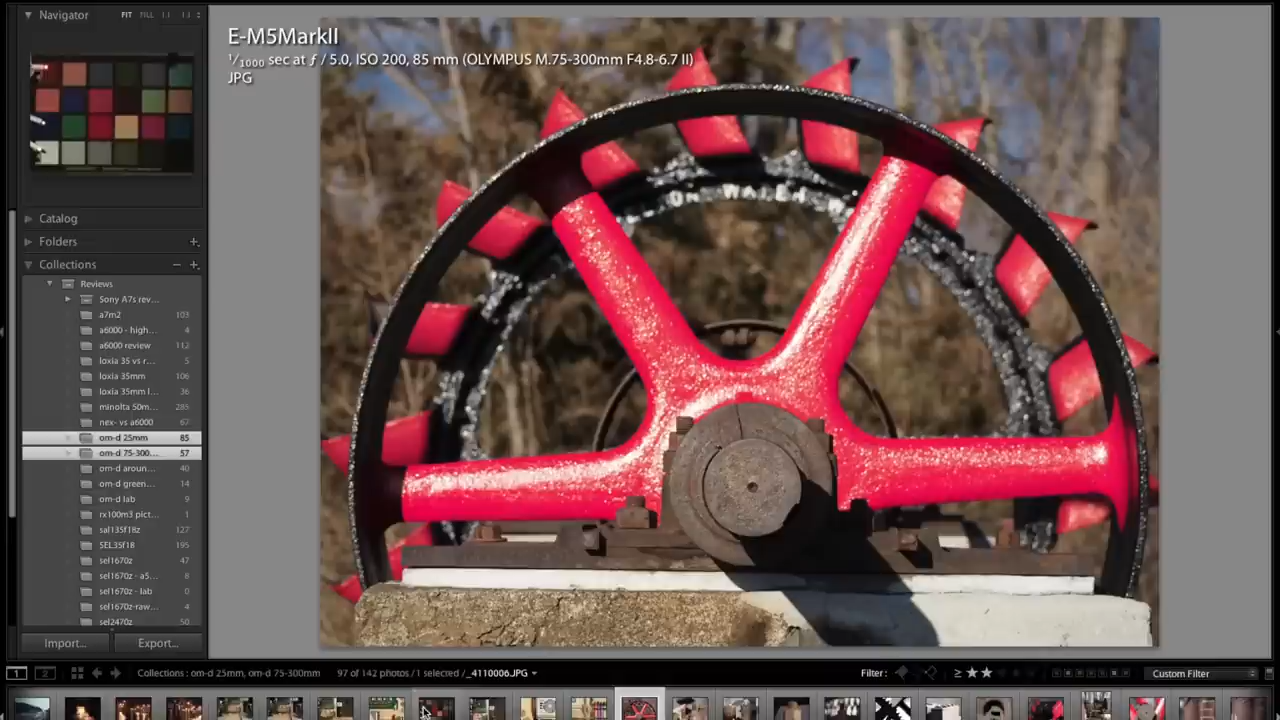 Navigator FIT FILL 1:1 1:1
E-M5MarkII
1/1000 sec at f / 5.0, ISO 200, 85 mm (OLYMPUS M.75-300mm F4.8-6.7 II)
JPG
WATER
Catalog
Folders +
Collections − +
Reviews
Sony A7s rev...
a7m2 103
a6000 - high... 4
a6000 review 112
loxia 35 vs r... 5
loxia 35mm 106
loxia 35mm l... 36
minolta 50m... 285
nex- vs a6000 67
om-d 25mm 85
om-d 75-300... 57
om-d aroun... 40
om-d green... 14
om-d lab 9
rx100m3 pict... 1
sal135f18z 127
SEL35f18 195
sel1670z 47
sel1670z - a5... 8
sel1670z - lab 0
sel1670z-raw... 4
sel2470z 50
Import... Export...
1 2 Collections : om-d 25mm, om-d 75-300mm 97 of 142 photos / 1 selected / _4110006.JPG Filter : ≥ ★★ Custom Filter